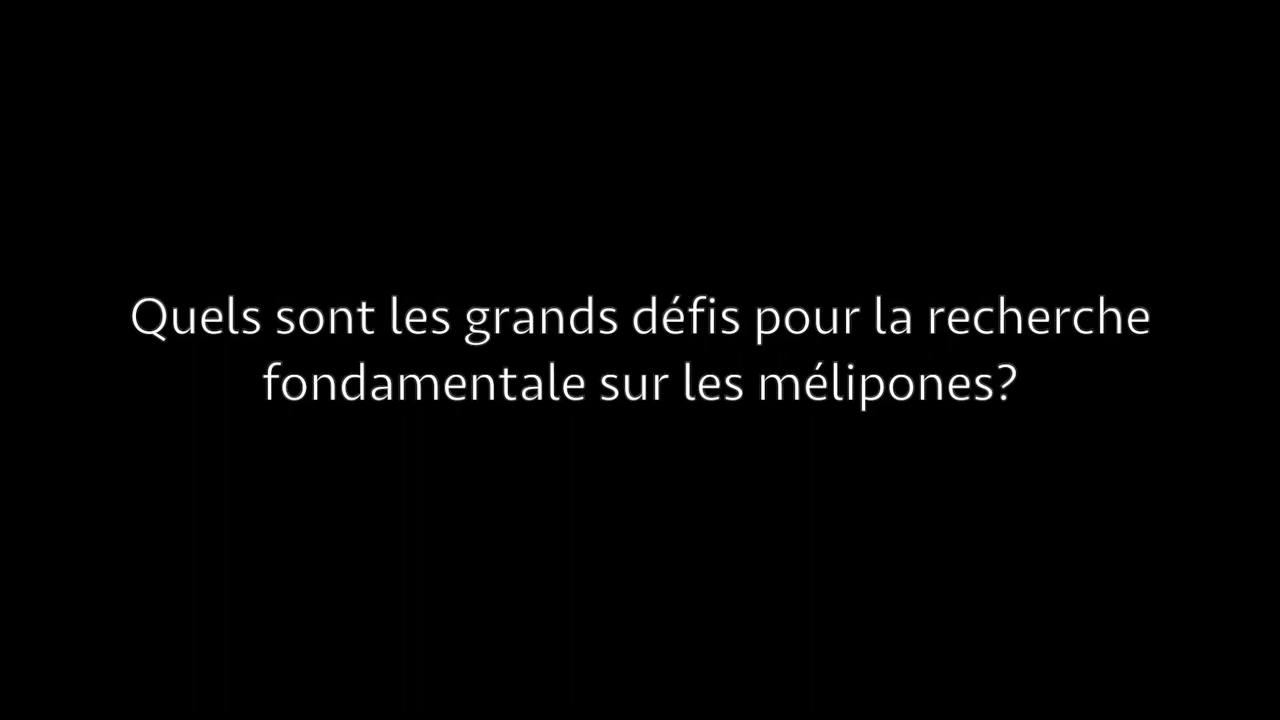 Quels sont les grands défis pour la recherche
fondamentale sur les mélipones?